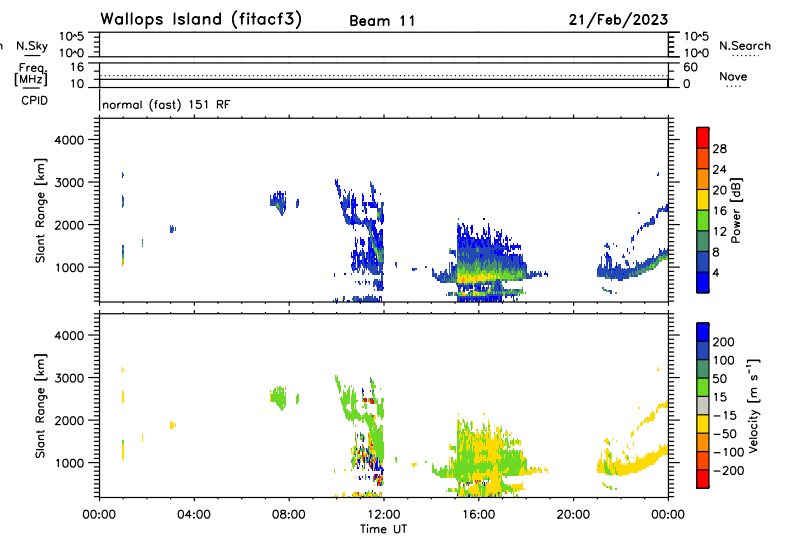 Wallops Island (fitacf3) Beam 11 21/Feb/2023
N.Sky 10^5 10^0 10^5 10^0 N.Search
Freq. [MHz] 16 10 60 0 Nave
CPID normal (fast) 151 RF
Slant Range [km]
4000
3000
2000
1000
28
24
20
16
12
8
4
Power [dB]
Slant Range [km]
4000
3000
2000
1000
200
100
50
15
-15
-50
-100
-200
Velocity [m s⁻¹]
00:00 04:00 08:00 12:00 16:00 20:00 00:00
Time UT